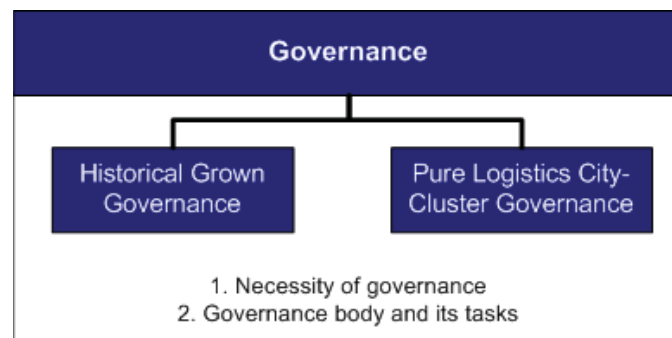 Governance
Historical Grown
Governance
Pure Logistics City-
Cluster Governance
1. Necessity of governance
2. Governance body and its tasks